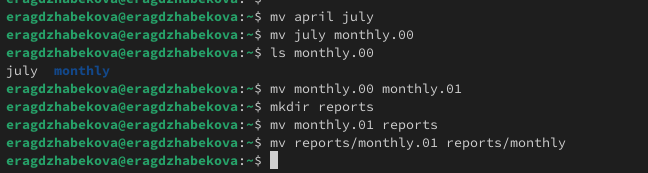 eragdzhabekova@eragdzhabekova:~$ mv april july
eragdzhabekova@eragdzhabekova:~$ mv july monthly.00
eragdzhabekova@eragdzhabekova:~$ ls monthly.00
july  monthly
eragdzhabekova@eragdzhabekova:~$ mv monthly.00 monthly.01
eragdzhabekova@eragdzhabekova:~$ mkdir reports
eragdzhabekova@eragdzhabekova:~$ mv monthly.01 reports
eragdzhabekova@eragdzhabekova:~$ mv reports/monthly.01 reports/monthly
eragdzhabekova@eragdzhabekova:~$